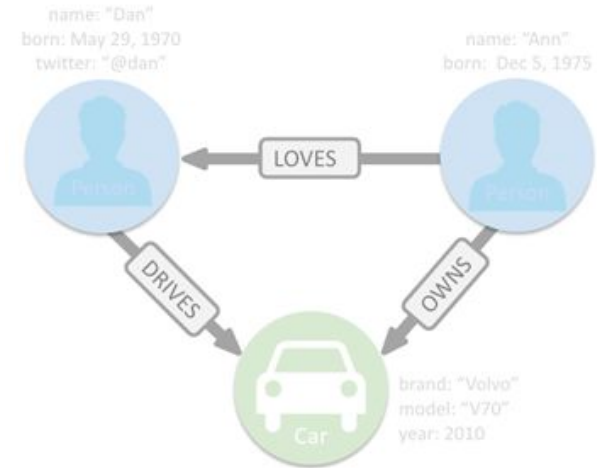 name: "Dan"
born: May 29, 1970
twitter: "@dan"
name: "Ann"
born: Dec 5, 1975
LOVES
Person
Person
DRIVES
OWNS
brand: "Volvo"
model: "V70"
year: 2010
Car